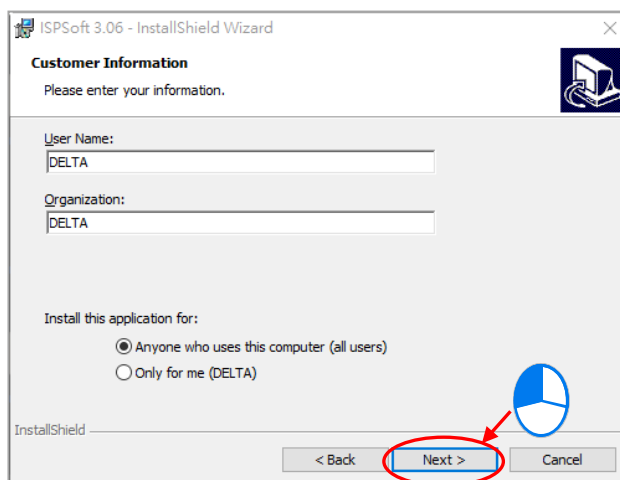 ISPSoft 3.06 - InstallShield Wizard
Customer Information
Please enter your information.
User Name:
DELTA
Organization:
DELTA
Install this application for:
Anyone who uses this computer (all users)
Only for me (DELTA)
InstallShield
< Back Next > Cancel